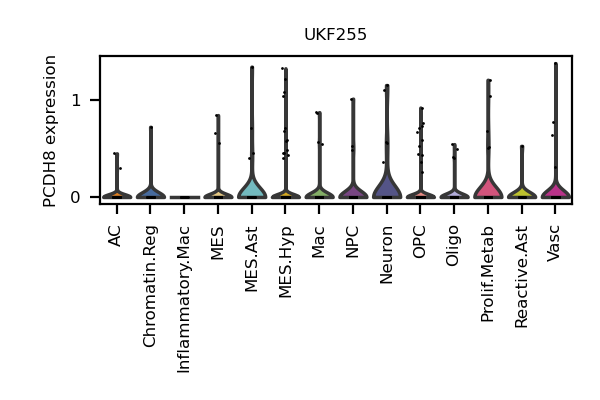 UKF255
PCDH8 expression
1
0
AC
Chromatin.Reg
Inflammatory.Mac
MES
MES.Ast
MES.Hyp
Mac
NPC
Neuron
OPC
Oligo
Prolif.Metab
Reactive.Ast
Vasc